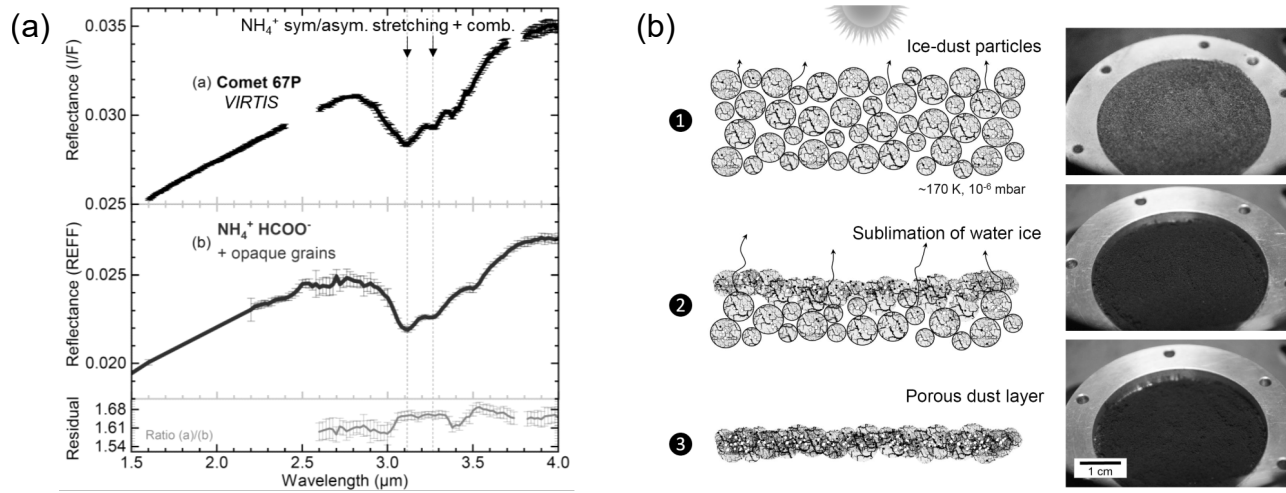 (a)
NH₄⁺ sym/asym. stretching + comb.
(a) Comet 67P
VIRTIS
Reflectance (I/F)
0.035
0.030
0.025
(b) NH₄⁺ HCOO⁻
+ opaque grains
Reflectance (REFF)
0.025
0.020
Residual
1.68
1.61
1.54
Ratio (a)/(b)
1.5 2.0 2.5 3.0 3.5 4.0
Wavelength (µm)
(b)
Ice-dust particles
1
~170 K, 10⁻⁶ mbar
Sublimation of water ice
2
Porous dust layer
3
1 cm